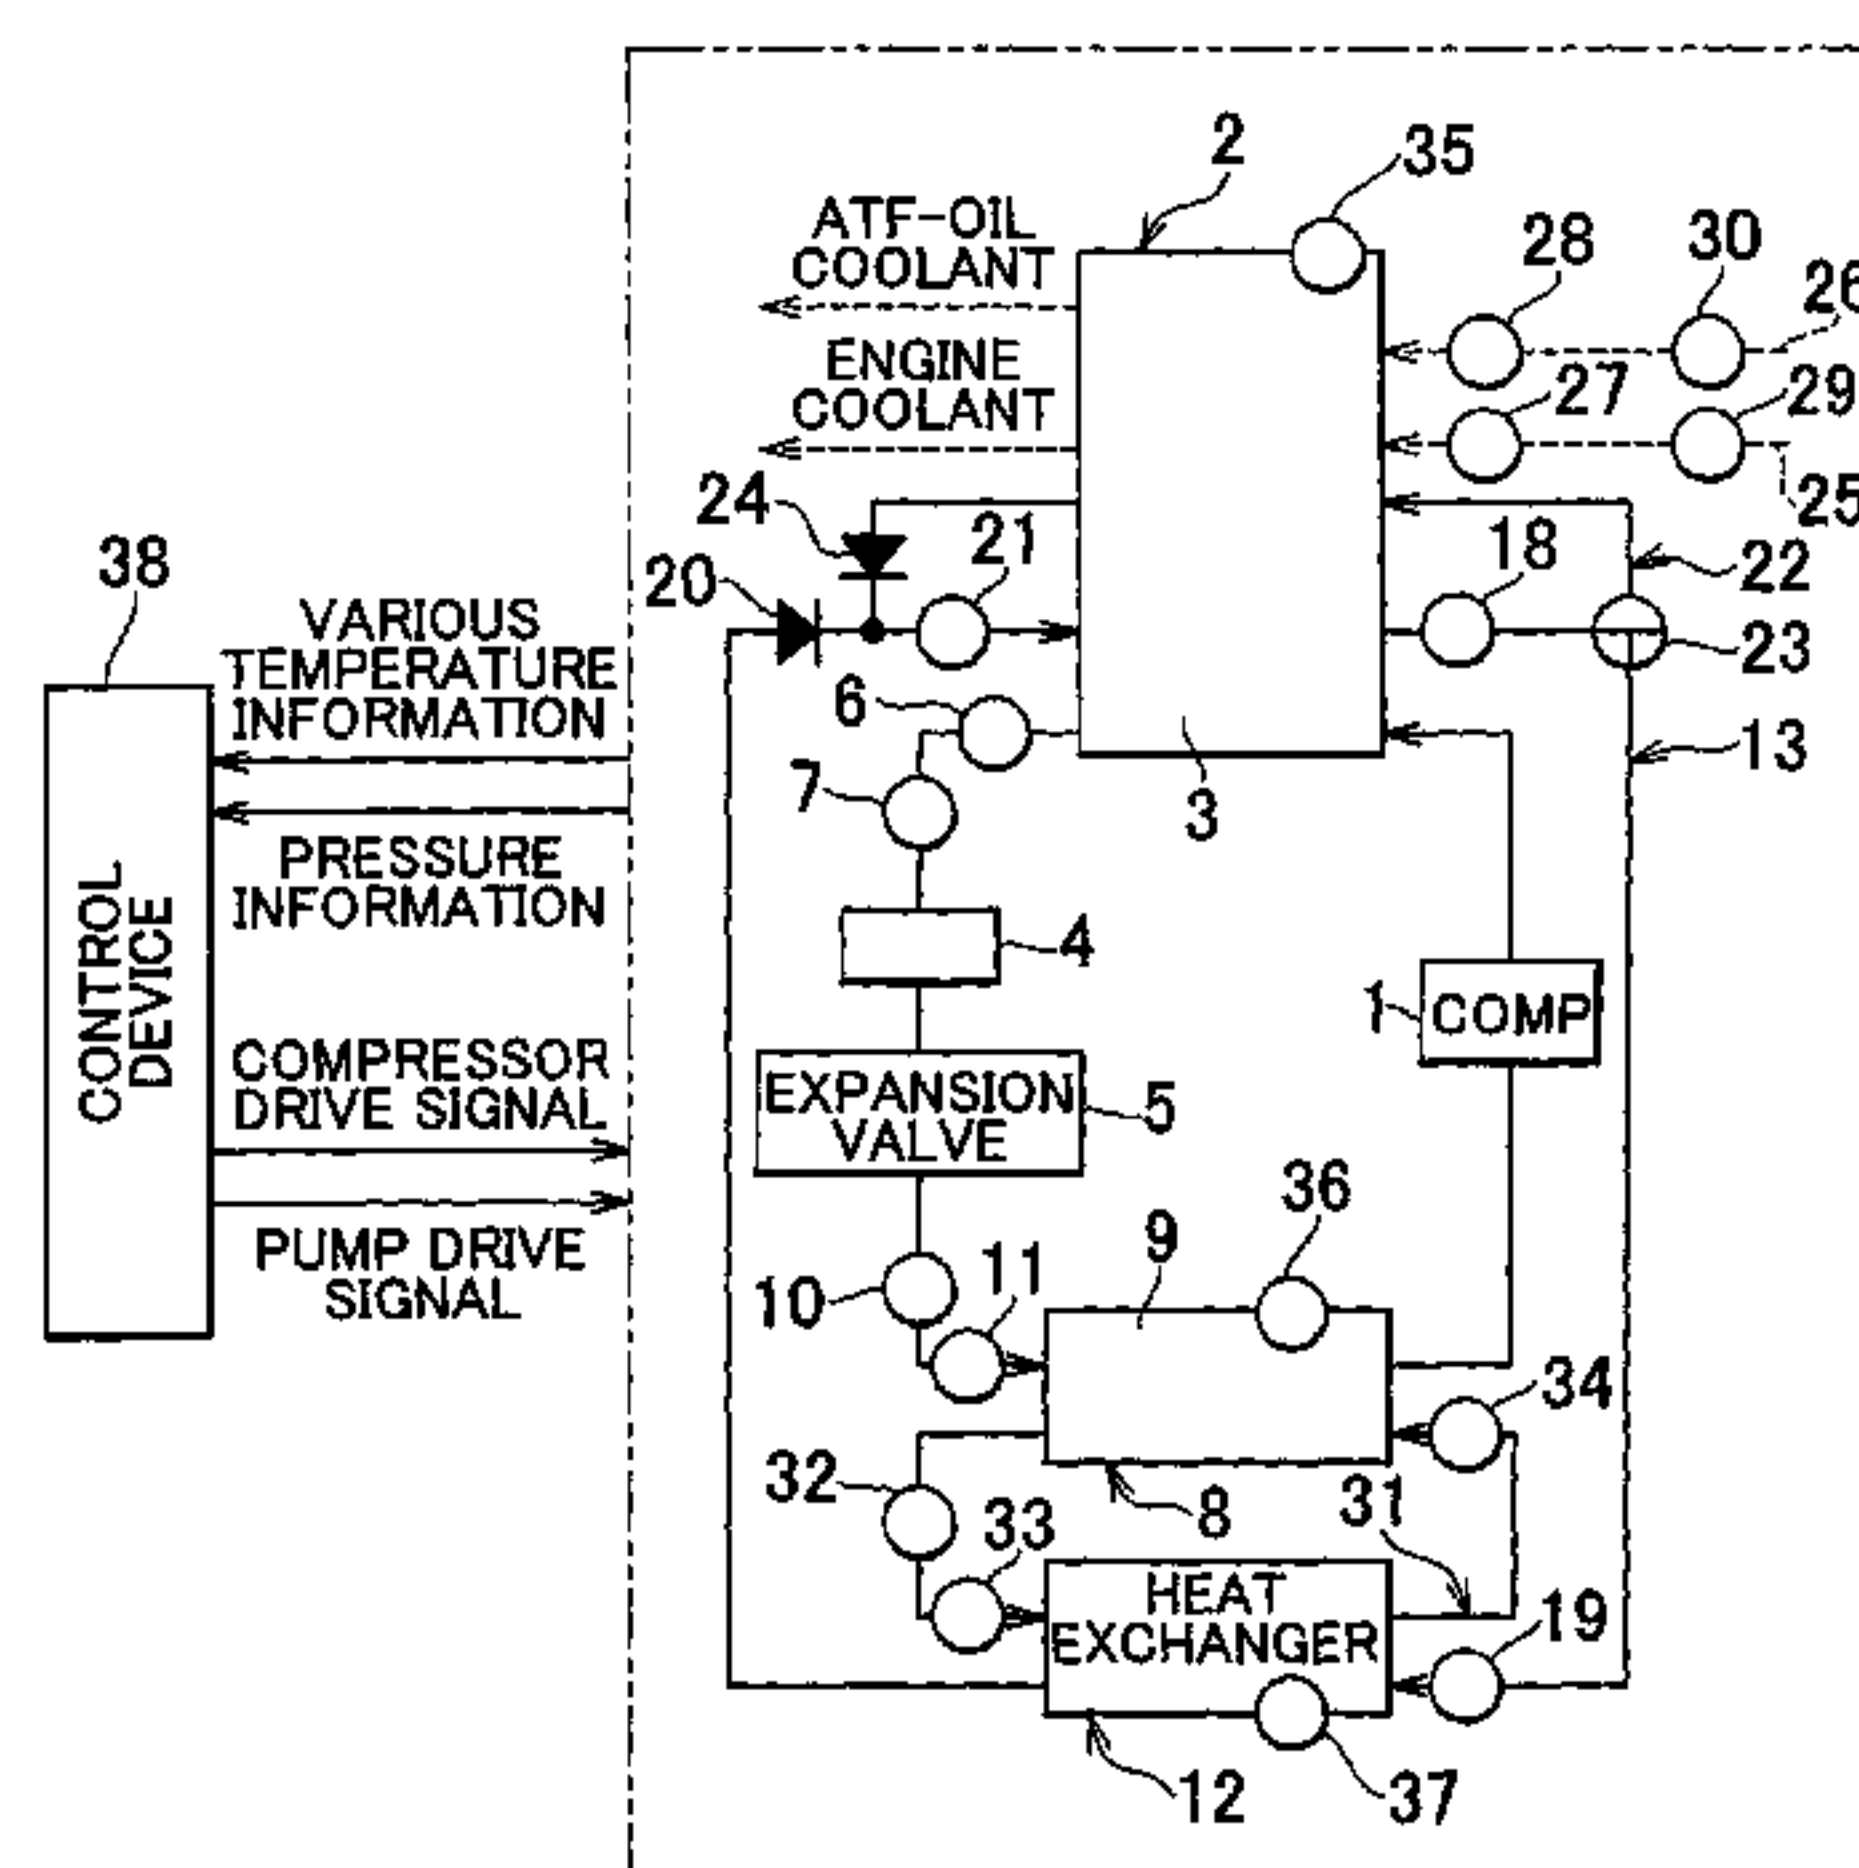 2
35
ATF-OIL
COOLANT
28
30
26
ENGINE
COOLANT
27
29
24
21
18
25
38
20
22
VARIOUS
TEMPERATURE
INFORMATION
23
6
13
7
3
PRESSURE
INFORMATION
CONTROL
DEVICE
4
1
COMP
COMPRESSOR
DRIVE SIGNAL
EXPANSION
VALVE
5
36
PUMP DRIVE
SIGNAL
9
11
10
34
32
8
31
33
HEAT
EXCHANGER
19
12
37